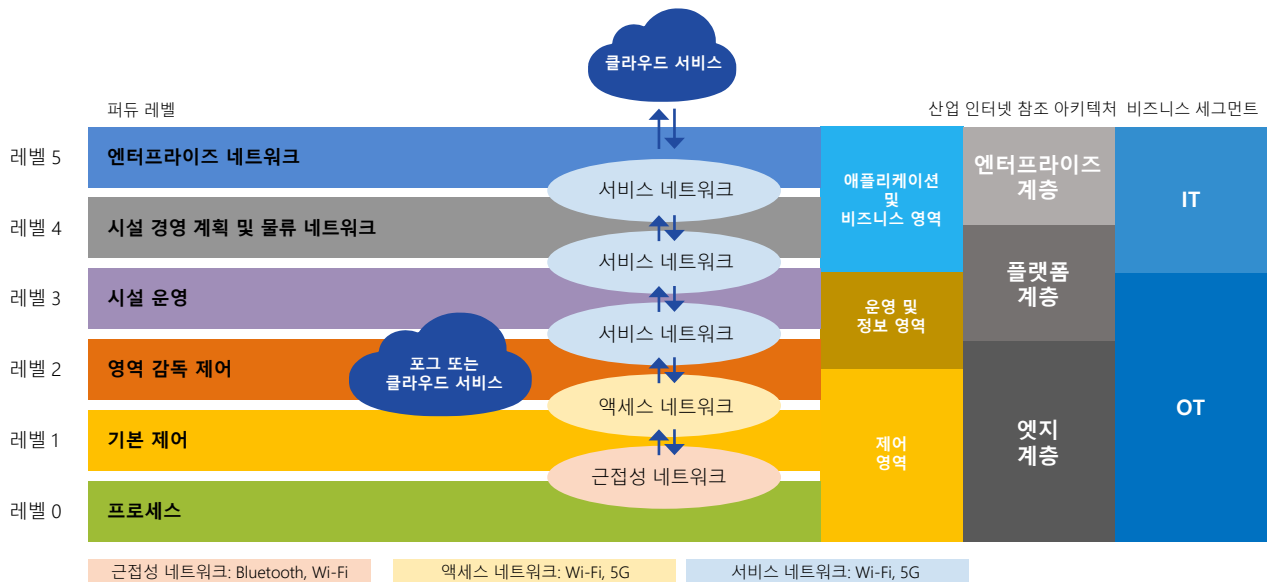 클라우드 서비스
퍼듀 레벨
산업 인터넷 참조 아키텍처
비즈니스 세그먼트
레벨 5
엔터프라이즈 네트워크
서비스 네트워크
레벨 4
시설 경영 계획 및 물류 네트워크
서비스 네트워크
레벨 3
시설 운영
서비스 네트워크
레벨 2
영역 감독 제어
포그 또는
클라우드 서비스
액세스 네트워크
레벨 1
기본 제어
근접성 네트워크
레벨 0
프로세스
애플리케이션
및
비즈니스 영역
운영 및
정보 영역
제어
영역
엔터프라이즈
계층
플랫폼
계층
엣지
계층
IT
OT
근접성 네트워크: Bluetooth, Wi-Fi
액세스 네트워크: Wi-Fi, 5G
서비스 네트워크: Wi-Fi, 5G